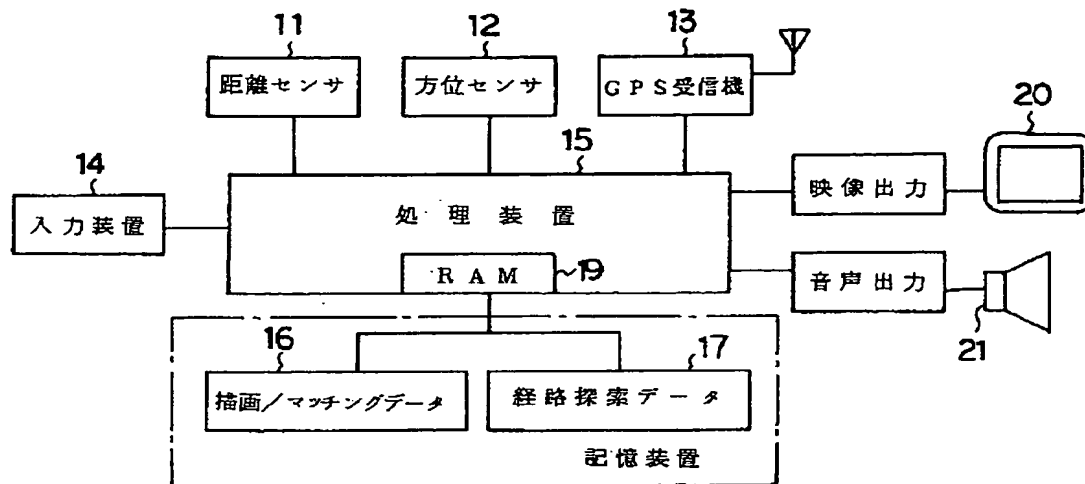 11
12
13
距離センサ
方位センサ
GPS受信機
20
14
15
入力装置
処理装置
映像出力
RAM
19
音声出力
21
16
17
描画/マッチングデータ
経路探索データ
記憶装置